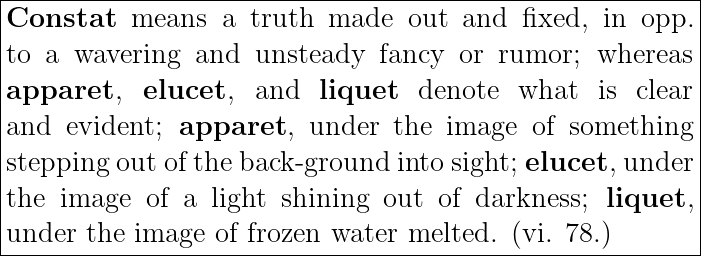 Constat means a truth made out and fixed, in opp.
to a wavering and unsteady fancy or rumor; whereas
apparet, elucet, and liquet denote what is clear
and evident; apparet, under the image of something
stepping out of the back-ground into sight; elucet, under
the image of a light shining out of darkness; liquet,
under the image of frozen water melted. (vi. 78.)